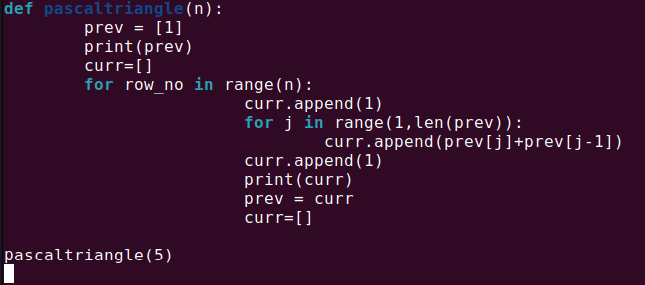 def pascaltriangle(n):
        prev = [1]
        print(prev)
        curr=[]
        for row_no in range(n):
                        curr.append(1)
                        for j in range(1,len(prev)):
                                curr.append(prev[j]+prev[j-1])
                        curr.append(1)
                        print(curr)
                        prev = curr
                        curr=[]

pascaltriangle(5)